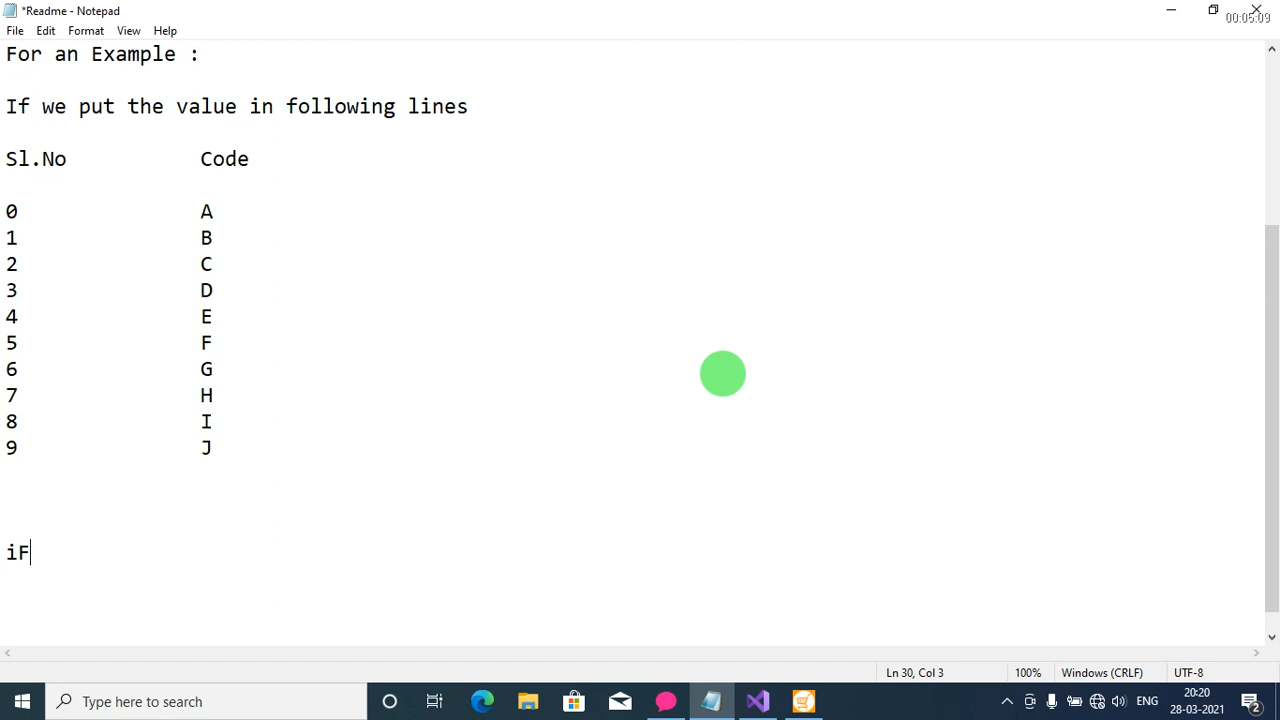 *Readme - Notepad
00:05:09
File Edit Format View Help
For an Example :
If we put the value in following lines
Sl.No Code
0 A
1 B
2 C
3 D
4 E
5 F
6 G
7 H
8 I
9 J
iF
Ln 30, Col 3 100% Windows (CRLF) UTF-8
Type here to search
ENG
20:20
28-03-2021
2